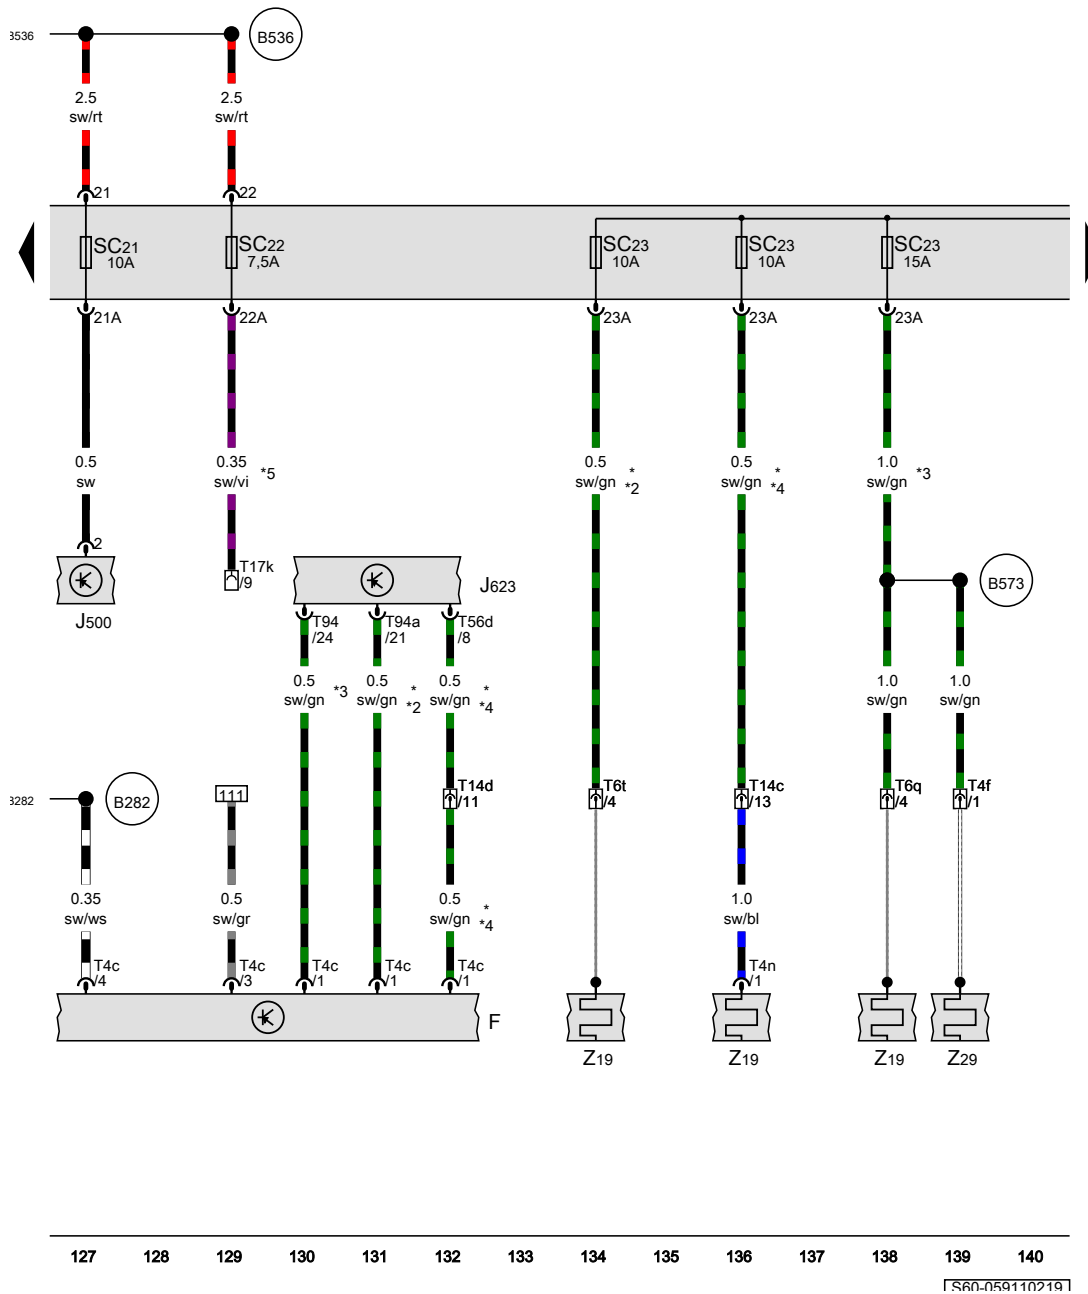 B536
2.5
sw/rt
2.5
sw/rt
21
22
SC21
10A
SC22
7,5A
SC23
10A
SC23
10A
SC23
15A
21A
22A
23A
23A
23A
0.5
sw
0.35
sw/vi
*5
0.5
sw/gn
*
*2
0.5
sw/gn
*
*4
1.0
sw/gn
*3
2
J500
T17k
/9
J623
B573
T94
/24
T94a
/21
T56d
/8
0.5
sw/gn
*3
0.5
sw/gn
*
*2
0.5
sw/gn
*
*4
1.0
sw/gn
1.0
sw/gn
B282
111
T14d
/11
T6t
/4
T14c
/13
T6q
/4
T4f
/1
0.35
sw/ws
0.5
sw/gr
0.5
sw/gn
*
*4
1.0
sw/bl
T4c
/4
T4c
/3
T4c
/1
T4c
/1
T4c
/1
T4n
/1
F
Z19
Z19
Z19
Z29
127 128 129 130 131 132 133 134 135 136 137 138 139 140
S60-059110219